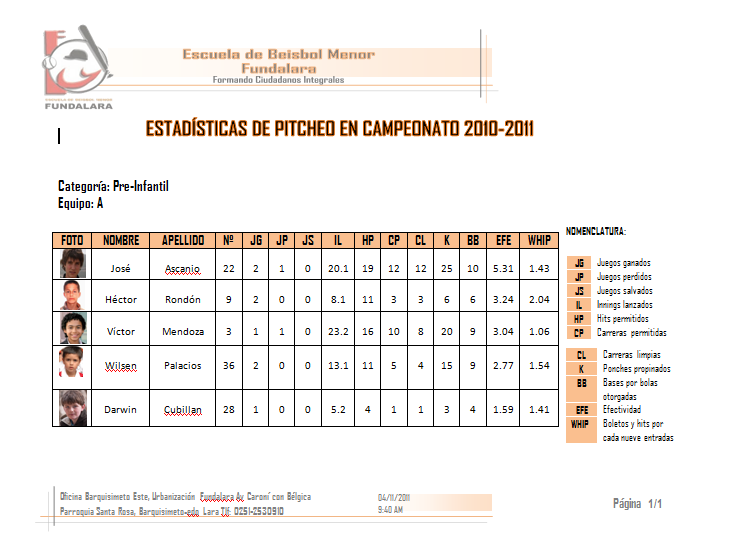 Escuela de Beisbol Menor
Fundalara
Formando Ciudadanos Integrales
ESCUELA DE BEISBOL MENOR
FUNDALARA
ESTADÍSTICAS DE PITCHEO EN CAMPEONATO 2010-2011
Categoría: Pre-Infantil
Equipo: A
FOTO NOMBRE APELLIDO Nº JG JP JS IL HP CP CL K BB EFE WHIP
José Ascanio 22 2 1 0 20.1 19 12 12 25 10 5.31 1.43
Héctor Rondón 9 2 0 0 8.1 11 3 3 6 6 3.24 2.04
Víctor Mendoza 3 1 1 0 23.2 16 10 8 20 9 3.04 1.06
Wilsen Palacios 36 2 0 0 13.1 11 5 4 15 9 2.77 1.54
Darwin Cubillan 28 1 0 0 5.2 4 1 1 3 4 1.59 1.41
NOMENCLATURA:
JG Juegos ganados
JP Juegos perdidos
JS Juegos salvados
IL Innings lanzados
HP Hits permitidos
CP Carreras permitidas
CL Carreras limpias
K Ponches propinados
BB Bases por bolas
otorgadas
EFE Efectividad
WHIP Boletos y hits por
cada nueve entradas
Oficina Barquisimeto Este, Urbanización Fundalara Av. Caroní con Bélgica
Parroquia Santa Rosa, Barquisimeto-edo. Lara Tlf: 0251-2530910
04/11/2011
9:40 AM
Página 1/1